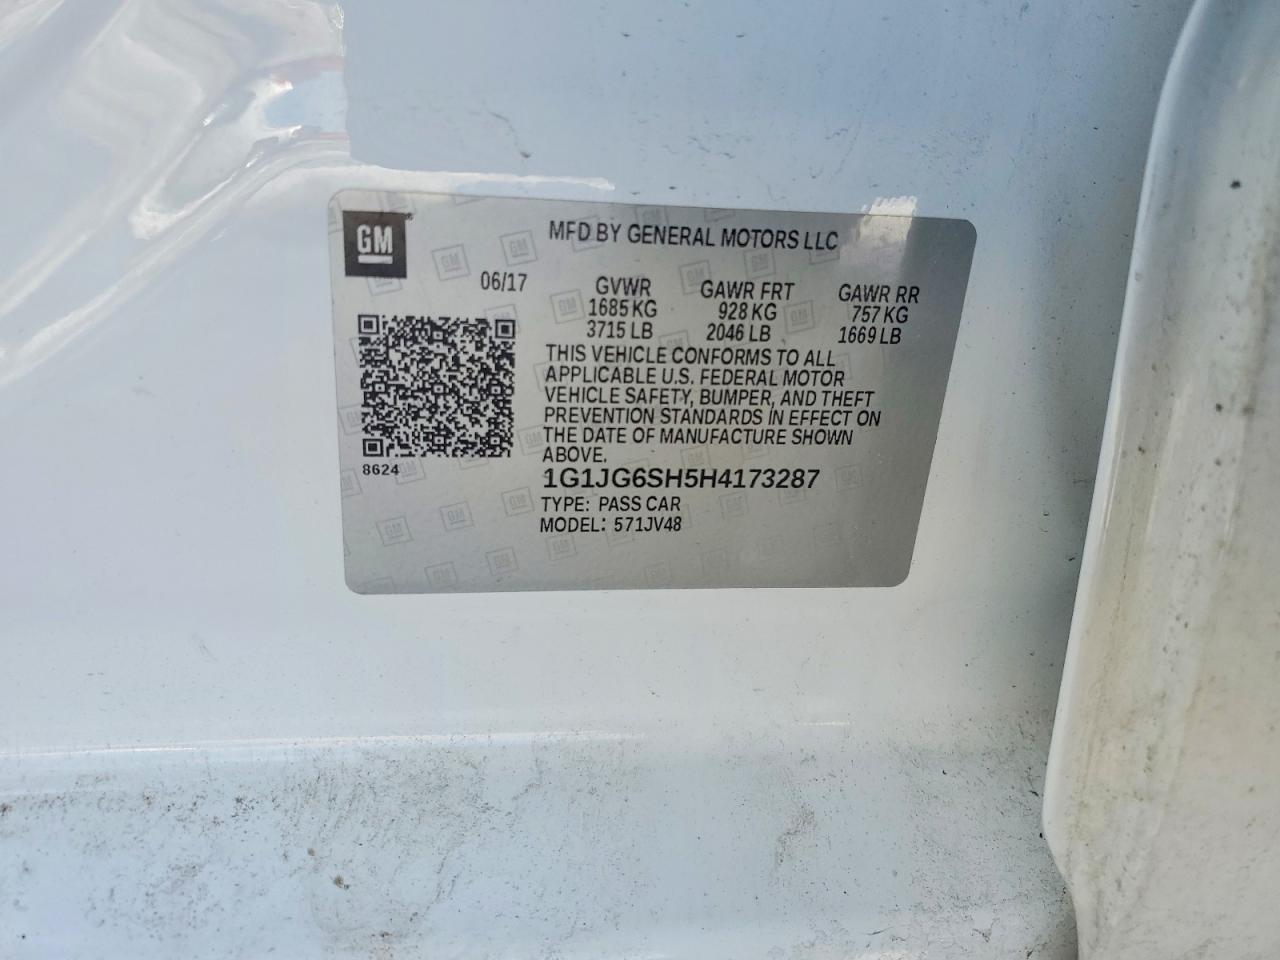 GM
MFD BY GENERAL MOTORS LLC
06/17
GVWR GAWR FRT GAWR RR
1685 KG 928 KG 757 KG
3715 LB 2046 LB 1669 LB
THIS VEHICLE CONFORMS TO ALL
APPLICABLE U.S. FEDERAL MOTOR
VEHICLE SAFETY, BUMPER, AND THEFT
PREVENTION STANDARDS IN EFFECT ON
THE DATE OF MANUFACTURE SHOWN
ABOVE.
8624
1G1JG6SH5H4173287
TYPE: PASS CAR
MODEL: 571JV48